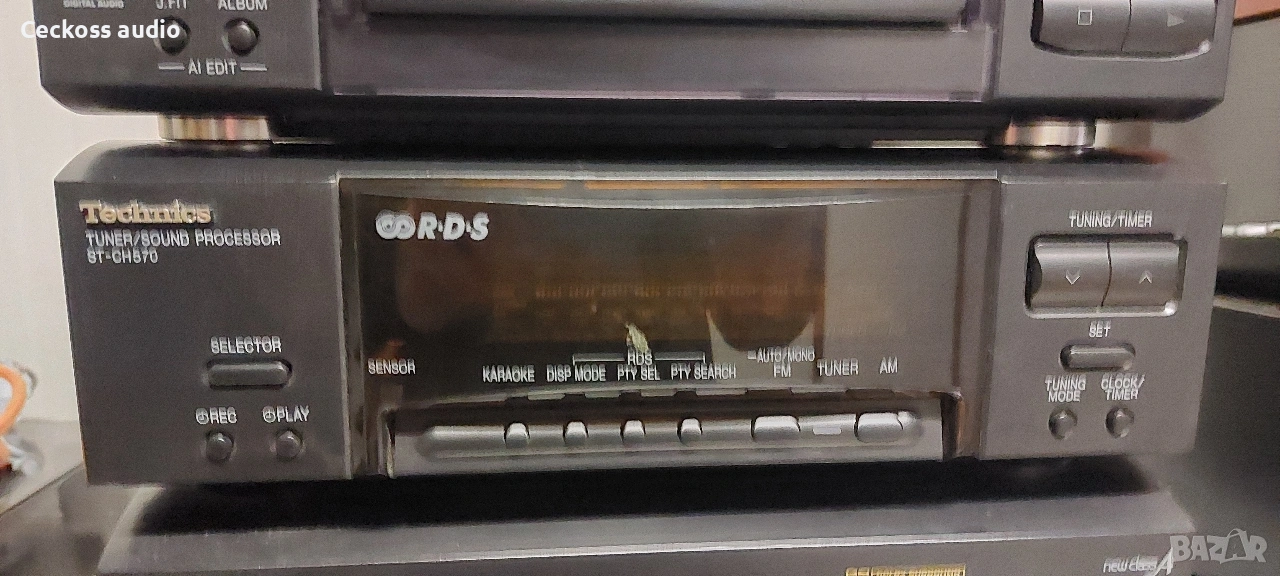 DIGITAL AUDIO
J.FIT
ALBUM
Ceckoss audio
AI EDIT
Technics
TUNER/SOUND PROCESSOR
ST-CH570
R·D·S
TUNING/TIMER
SET
SELECTOR
SENSOR
RDS
AUTO/MONO
KARAOKE DISP MODE PTY SEL PTY SEARCH FM TUNER AM
TUNING MODE
CLOCK/TIMER
REC PLAY
new class A
BAZAR